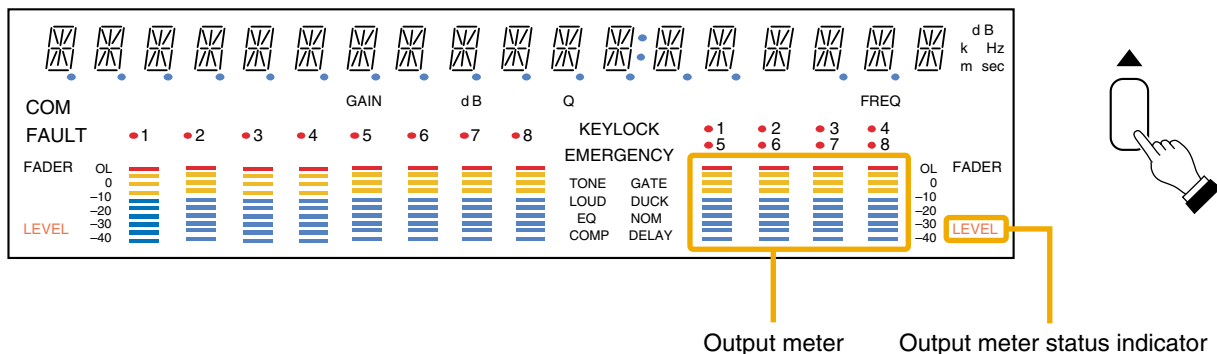 d B
k Hz
m sec
COM GAIN d B Q FREQ
FAULT 1 2 3 4 5 6 7 8 KEYLOCK 1 2 3 4
EMERGENCY 5 6 7 8
FADER OL OL FADER
0 TONE GATE 0
–10 LOUD DUCK –10
–20 EQ NOM –20
LEVEL –30 –30 LEVEL
–40 COMP DELAY –40
Output meter Output meter status indicator